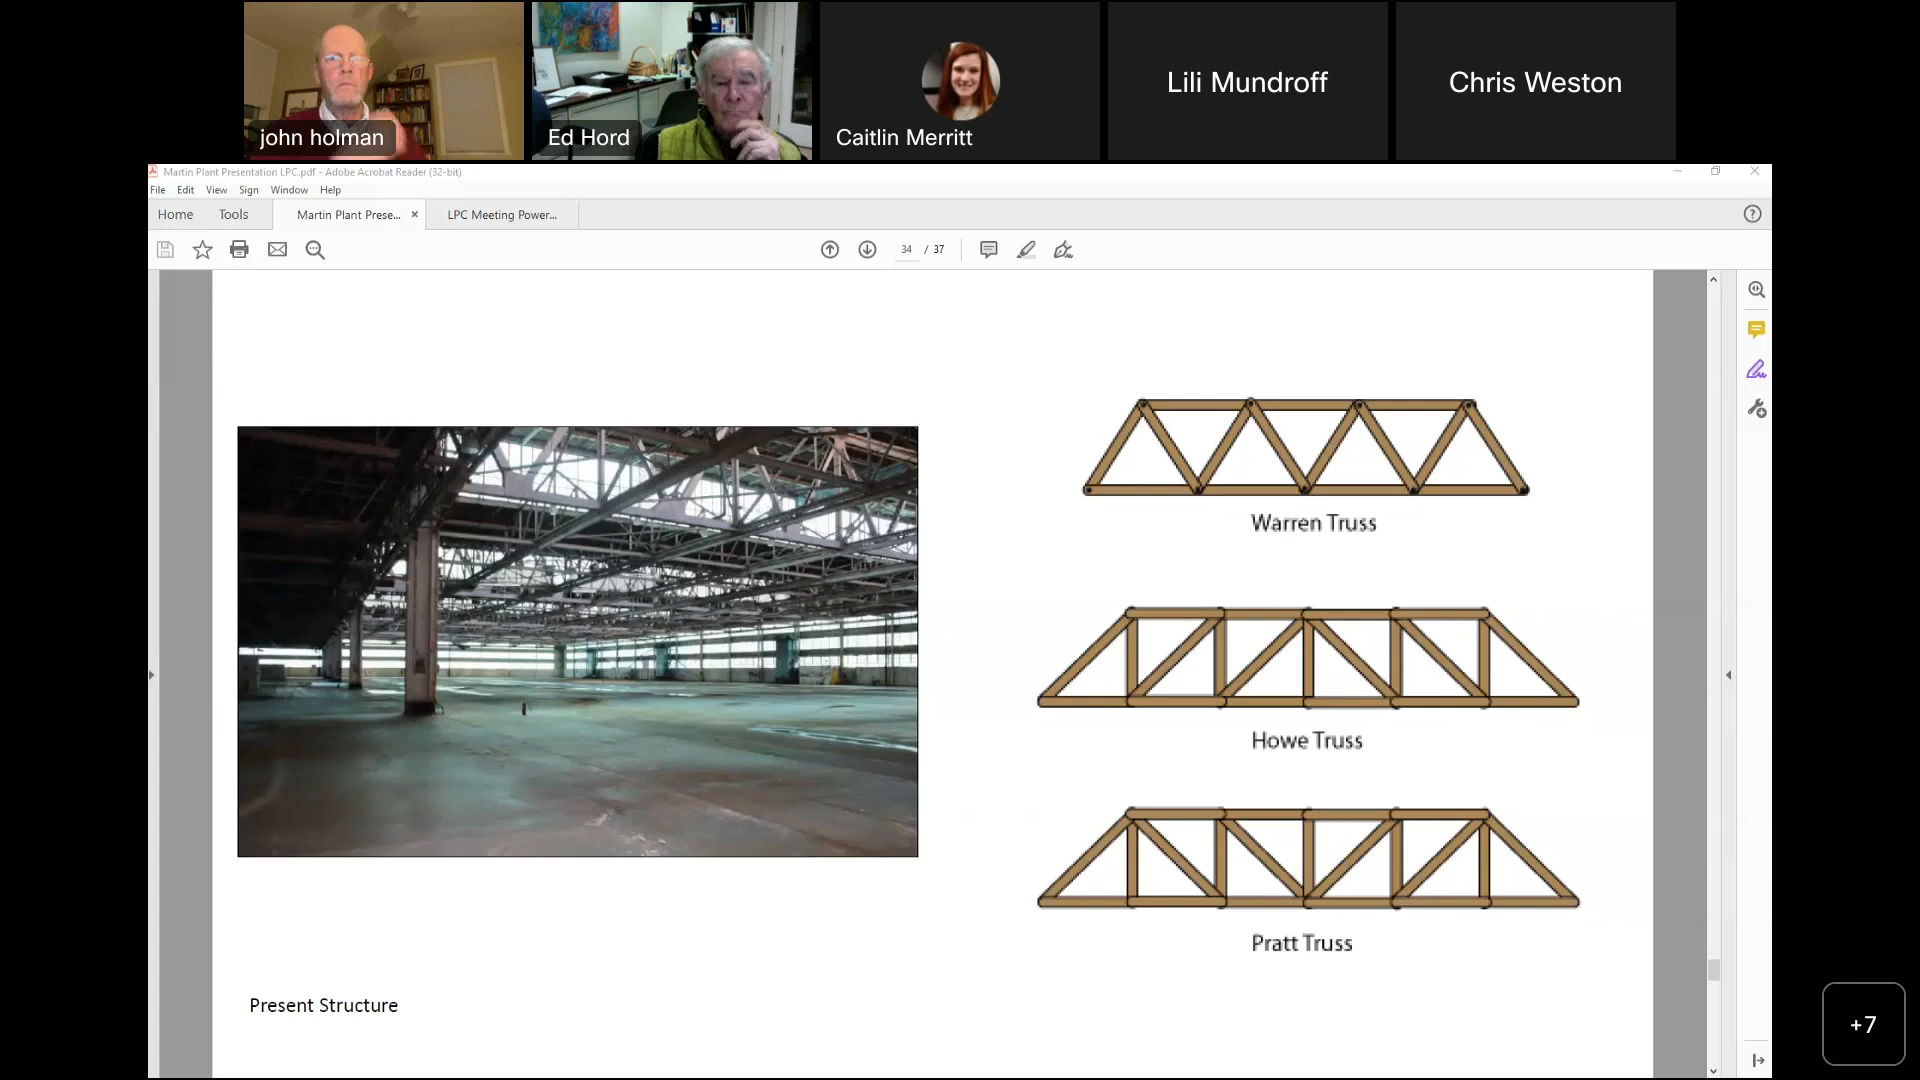 john holman
Ed Hord
Caitlin Merritt
Lili Mundroff
Chris Weston
Martin Plant Presentation LPC.pdf - Adobe Acrobat Reader (32-bit)
File Edit View Sign Window Help
Home Tools Martin Plant Prese... × LPC Meeting Power...
34 / 37
Warren Truss
Howe Truss
Pratt Truss
Present Structure
+7